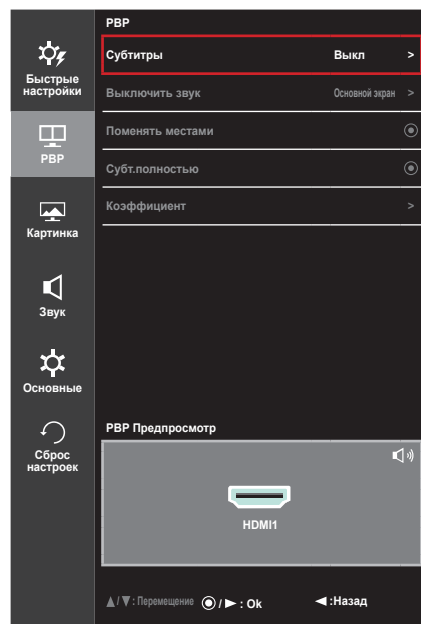 PBP
Субтитры Выкл >
Выключить звук Основной экран >
Поменять местами
Субт.полностью
Коэффициент >
Быстрые
настройки
PBP
Картинка
Звук
Основные
Сброс
настроек
PBP Предпросмотр
HDMI1
▲/▼: Перемещение ◉/►: Ok ◄:Назад